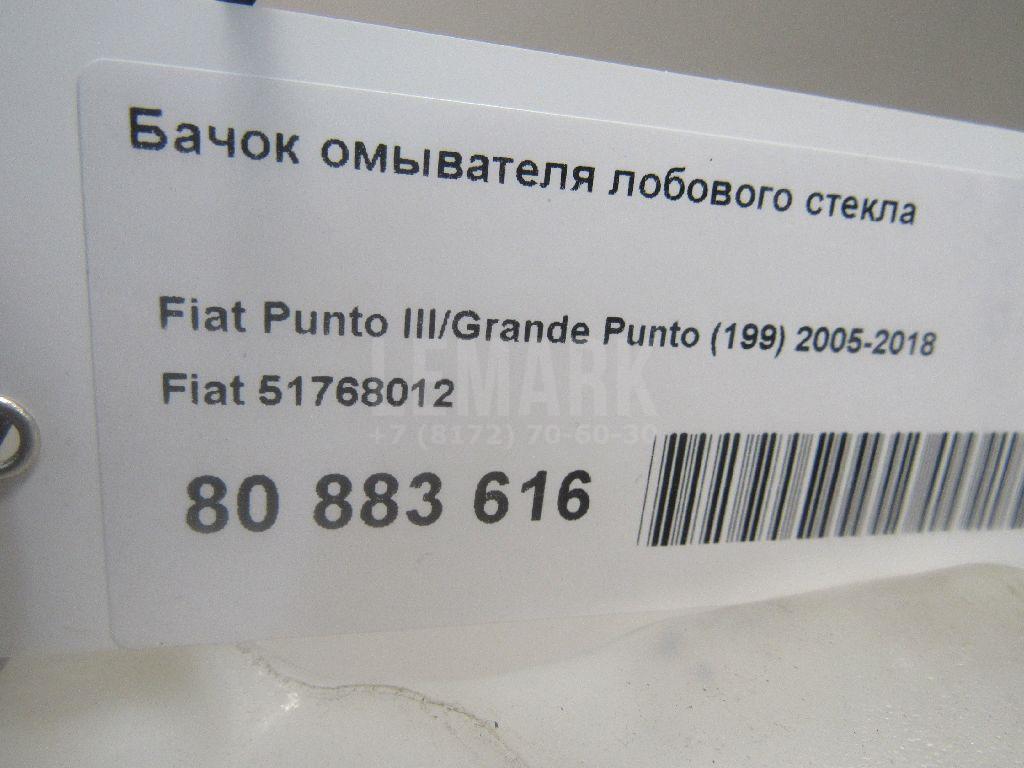 Бачок омывателя лобового стекла
Fiat Punto III/Grande Punto (199) 2005-2018
Fiat 51768012
LEMARK
+7 (8172) 70-60-30
80 883 616